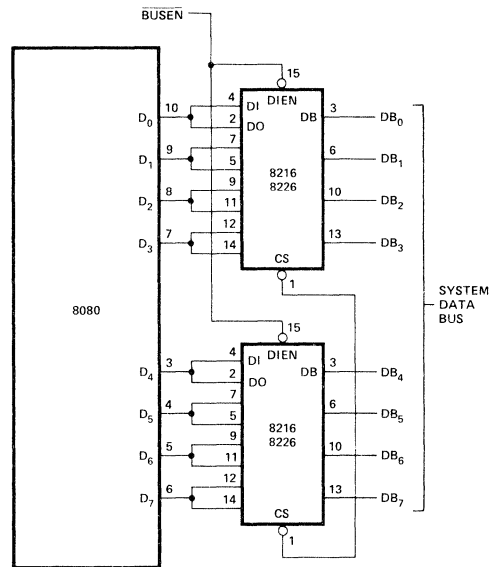 BUSEN
15
10
4
DI
DIEN
3
D0
2
DO
DB
DB0
9
7
6
D1
5
DB1
8
9
8216
8226
10
D2
11
DB2
7
12
13
D3
14
DB3
CS
1
8080
SYSTEM
DATA
BUS
15
3
4
DI
DIEN
3
D4
2
DO
DB
DB4
4
7
6
D5
5
DB5
5
9
8216
8226
10
D6
11
DB6
6
12
13
D7
14
DB7
CS
1